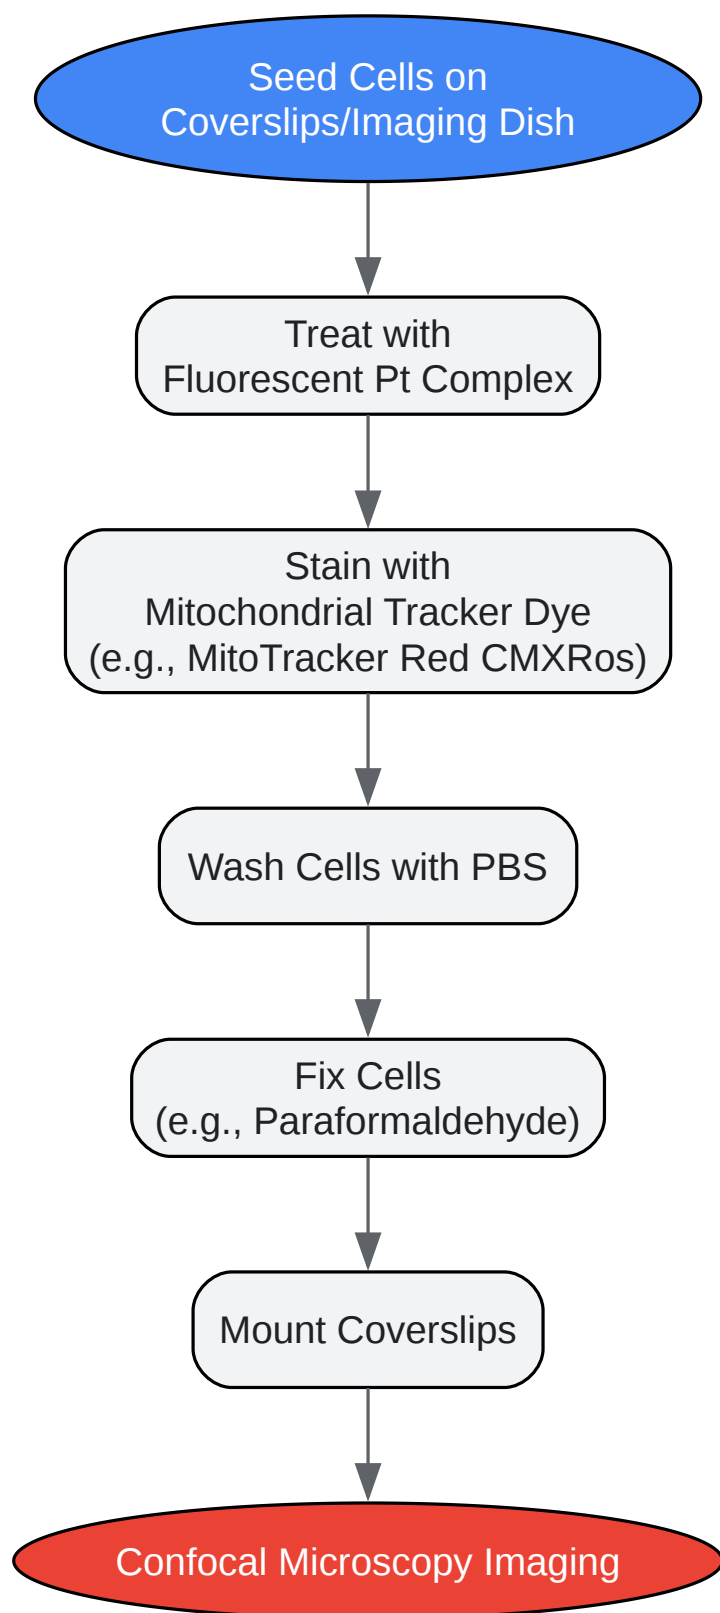 Seed Cells on
Coverslips/Imaging Dish
Treat with
Fluorescent Pt Complex
Stain with
Mitochondrial Tracker Dye
(e.g., MitoTracker Red CMXRos)
Wash Cells with PBS
Fix Cells
(e.g., Paraformaldehyde)
Mount Coverslips
Confocal Microscopy Imaging